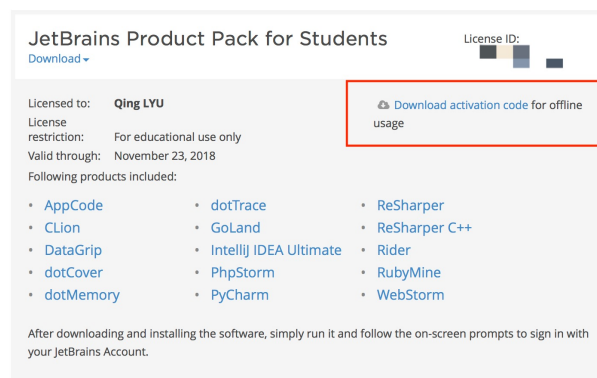 JetBrains Product Pack for Students
License ID:
Download
Licensed to: Qing LYU
License restriction: For educational use only
Valid through: November 23, 2018
Download activation code for offline
usage
Following products included:
• AppCode
• CLion
• DataGrip
• dotCover
• dotMemory
• dotTrace
• GoLand
• IntelliJ IDEA Ultimate
• PhpStorm
• PyCharm
• ReSharper
• ReSharper C++
• Rider
• RubyMine
• WebStorm
After downloading and installing the software, simply run it and follow the on-screen prompts to sign in with
your JetBrains Account.